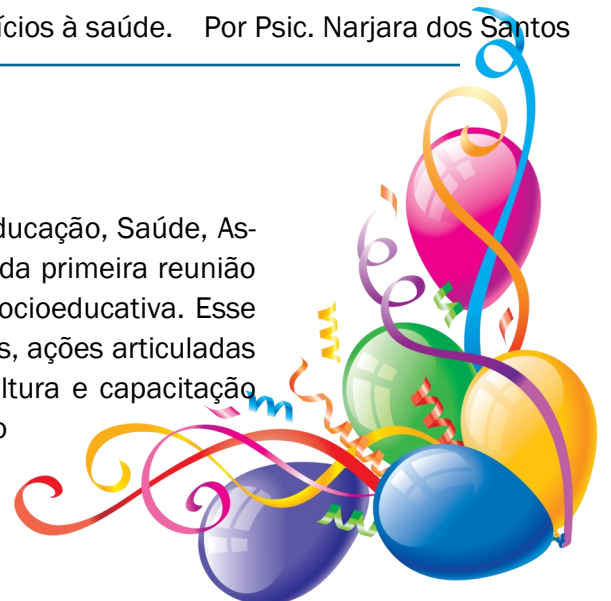 ícios à saúde. Por Psic. Narjara dos Santos
ducação, Saúde, As-
da primeira reunião
ocioeducativa. Esse
s, ações articuladas
ltura e capacitação
o